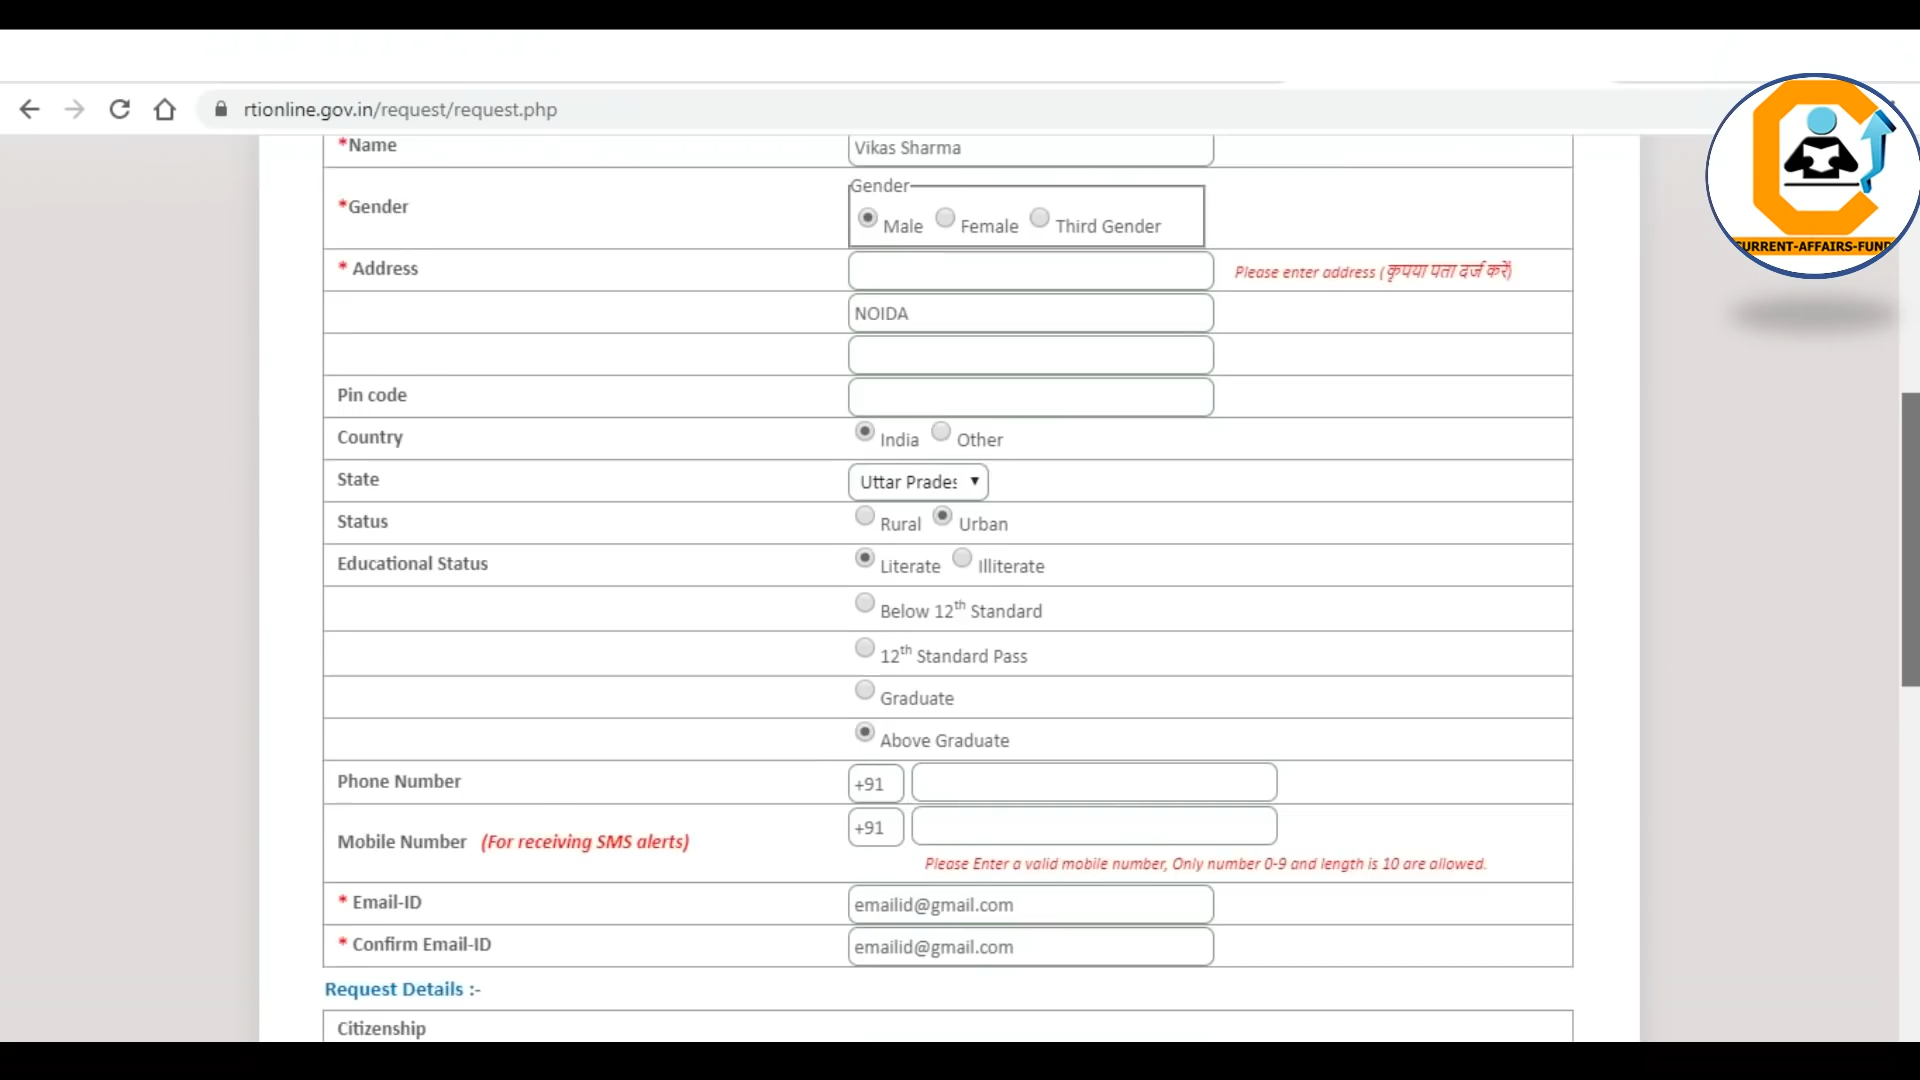 rtionline.gov.in/request/request.php
CURRENT-AFFAIRS-FUND
*Name Vikas Sharma
Gender
*Gender Male Female Third Gender
* Address Please enter address (कृपया पता दर्ज करें)
NOIDA
Pin code
Country India Other
State Uttar Prades
Status Rural Urban
Educational Status Literate Illiterate
Below 12th Standard
12th Standard Pass
Graduate
Above Graduate
Phone Number +91
Mobile Number (For receiving SMS alerts) +91
Please Enter a valid mobile number, Only number 0-9 and length is 10 are allowed.
* Email-ID emailid@gmail.com
* Confirm Email-ID emailid@gmail.com
Request Details :-
Citizenship